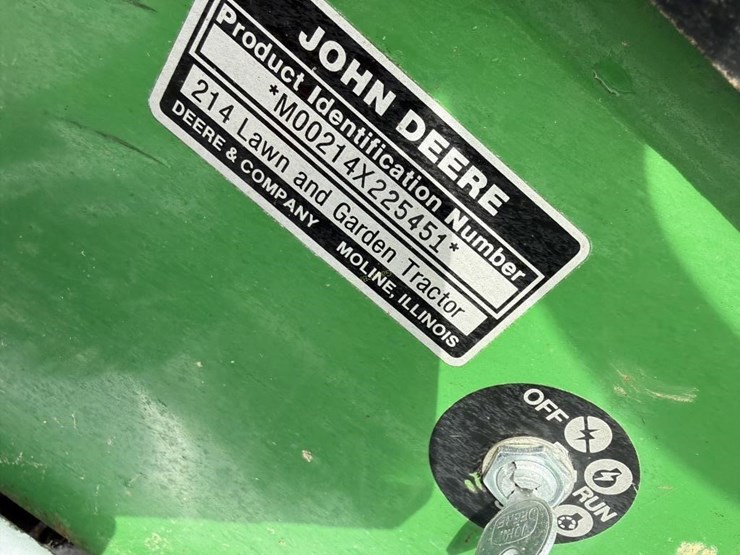 JOHN DEERE
Product Identification Number
*M00214X225451*
214 Lawn and Garden Tractor
DEERE & COMPANY MOLINE, ILLINOIS
OFF
RUN